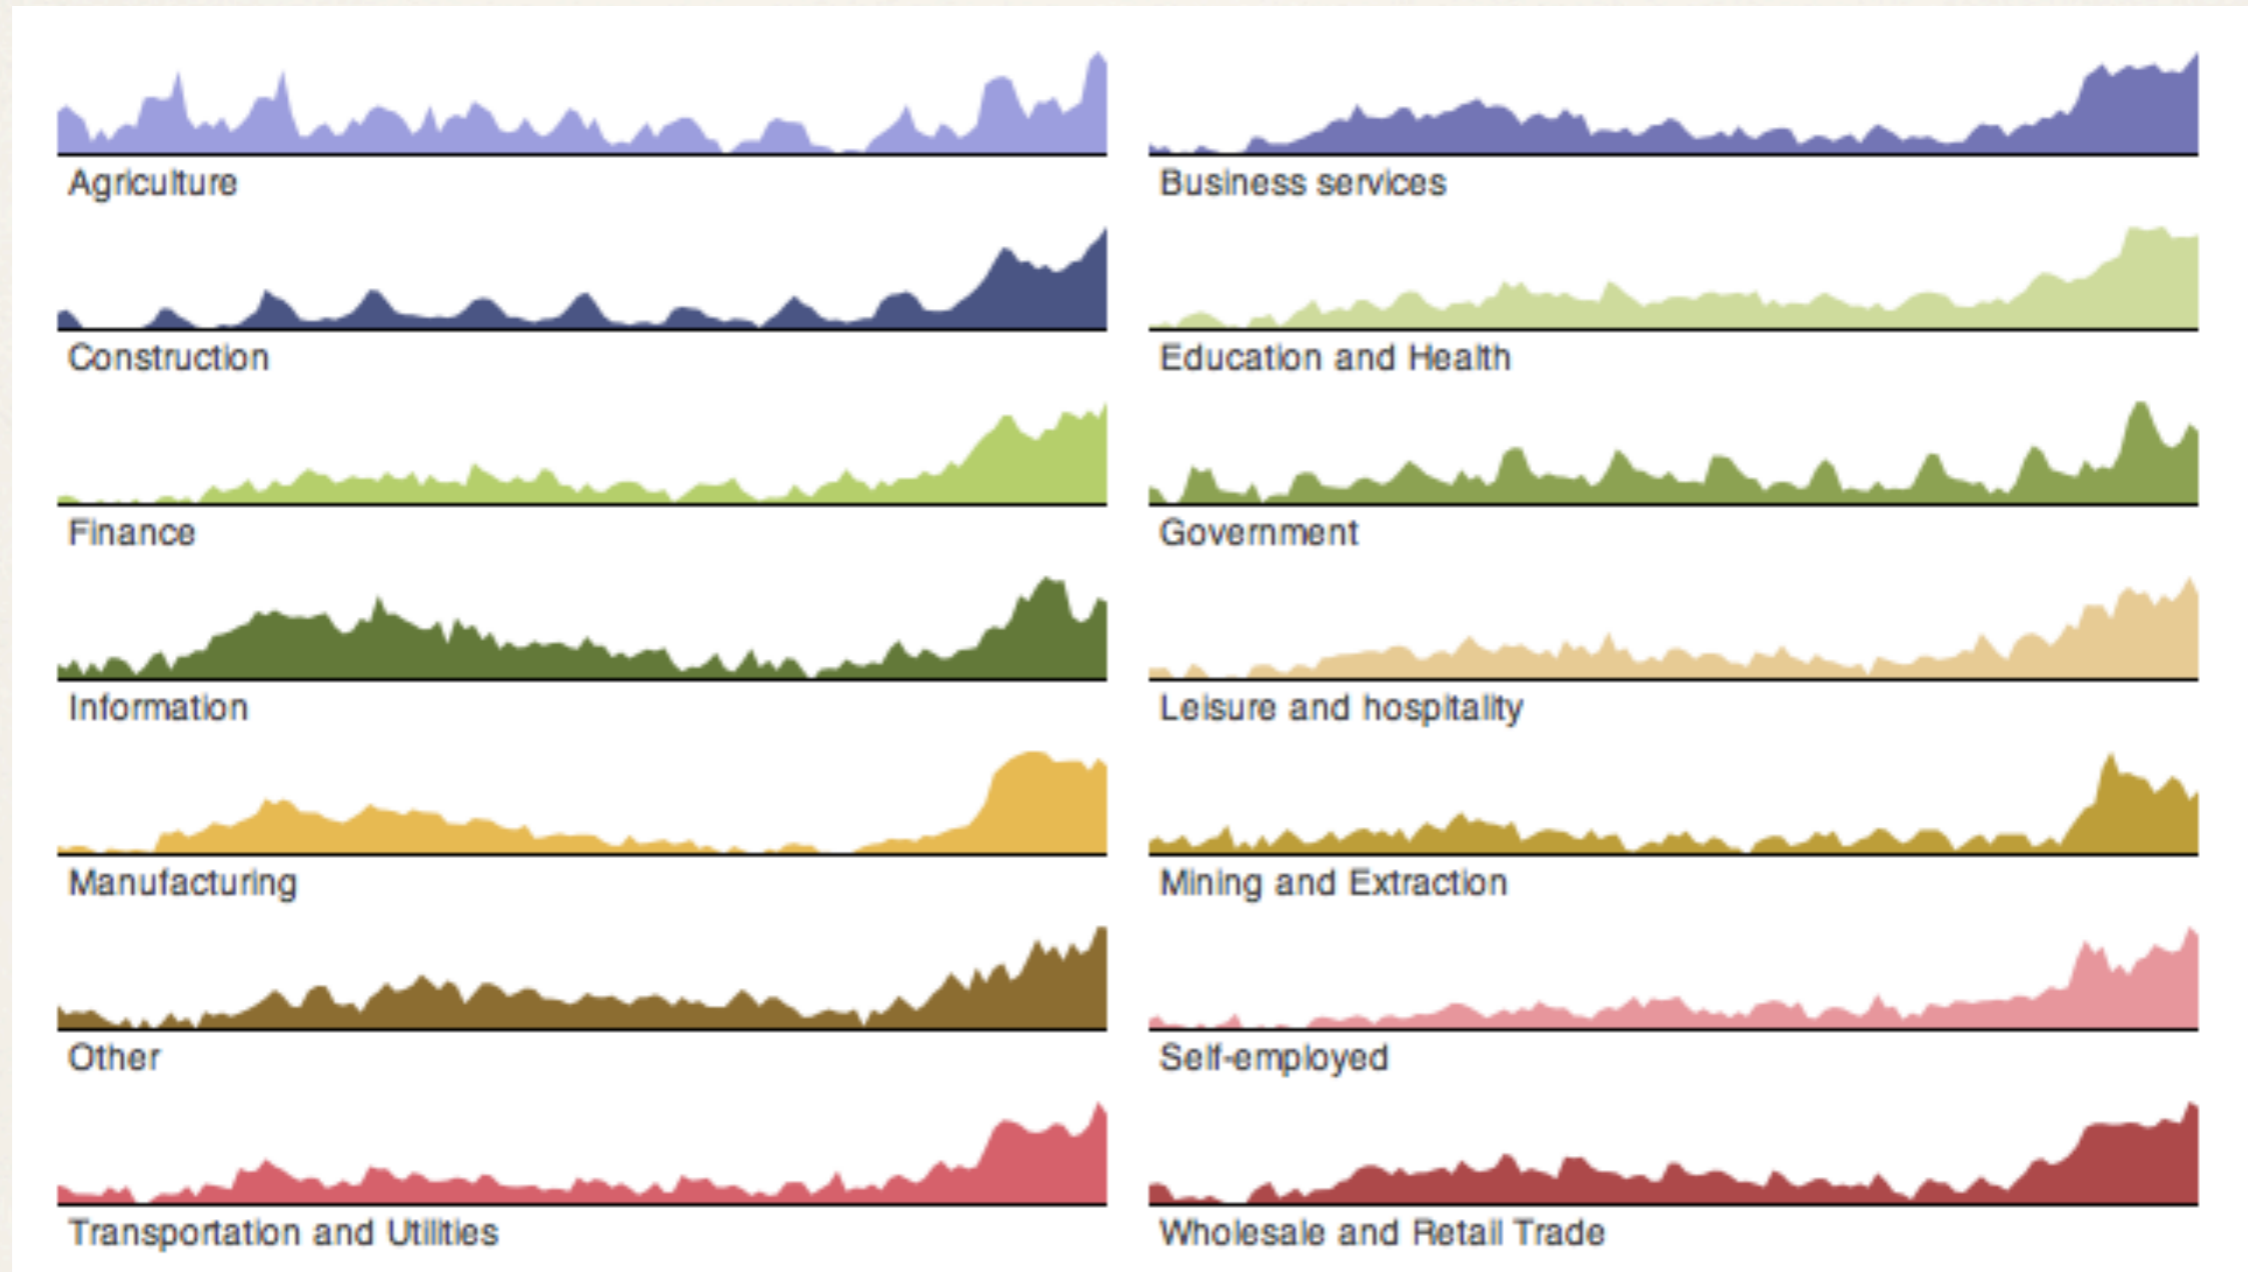 Agriculture
Business services
Construction
Education and Health
Finance
Government
Information
Leisure and hospitality
Manufacturing
Mining and Extraction
Other
Self-employed
Transportation and Utilities
Wholesale and Retail Trade